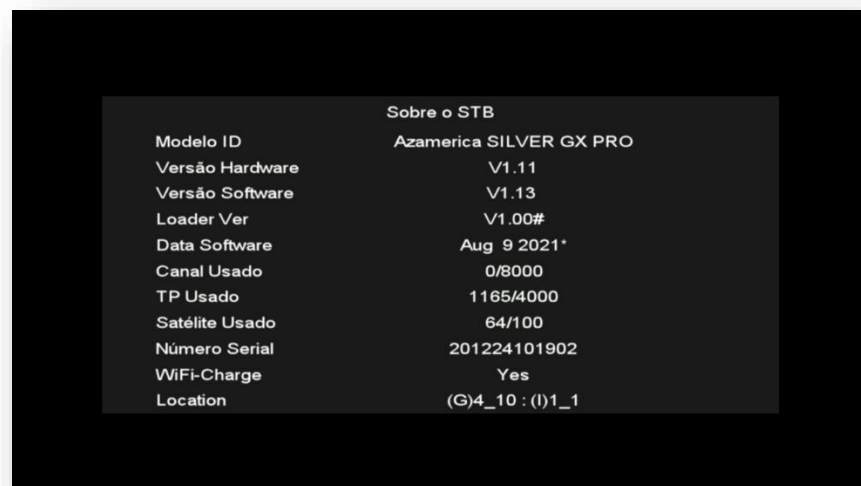 Sobre o STB
Modelo ID Azamerica SILVER GX PRO
Versão Hardware V1.11
Versão Software V1.13
Loader Ver V1.00#
Data Software Aug 9 2021*
Canal Usado 0/8000
TP Usado 1165/4000
Satélite Usado 64/100
Número Serial 201224101902
WiFi-Charge Yes
Location (G)4_10 : (I)1_1